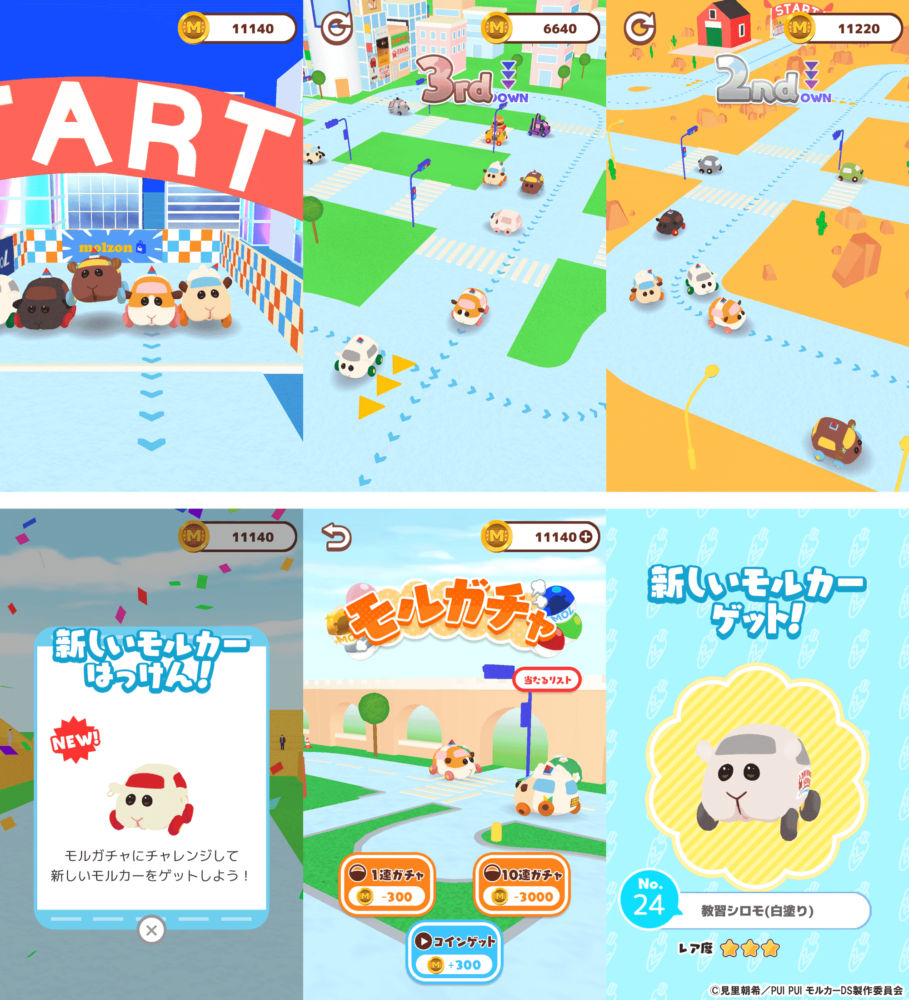 11140
ART
molzon
6640
3rd
DOWN
START
11220
2nd
OWN
11140
新しいモルカー
はっけん!
NEW!
モルガチャにチャレンジして
新しいモルカーをゲットしよう！
11140
モルガチャ
MOL
当たるリスト
1連ガチャ
-300
10連ガチャ
-3000
コインゲット
+300
新しいモルカー
ゲット!
No.
24
教習シロモ(白塗り)
レア度
©見里朝希／PUI PUI モルカーDS製作委員会